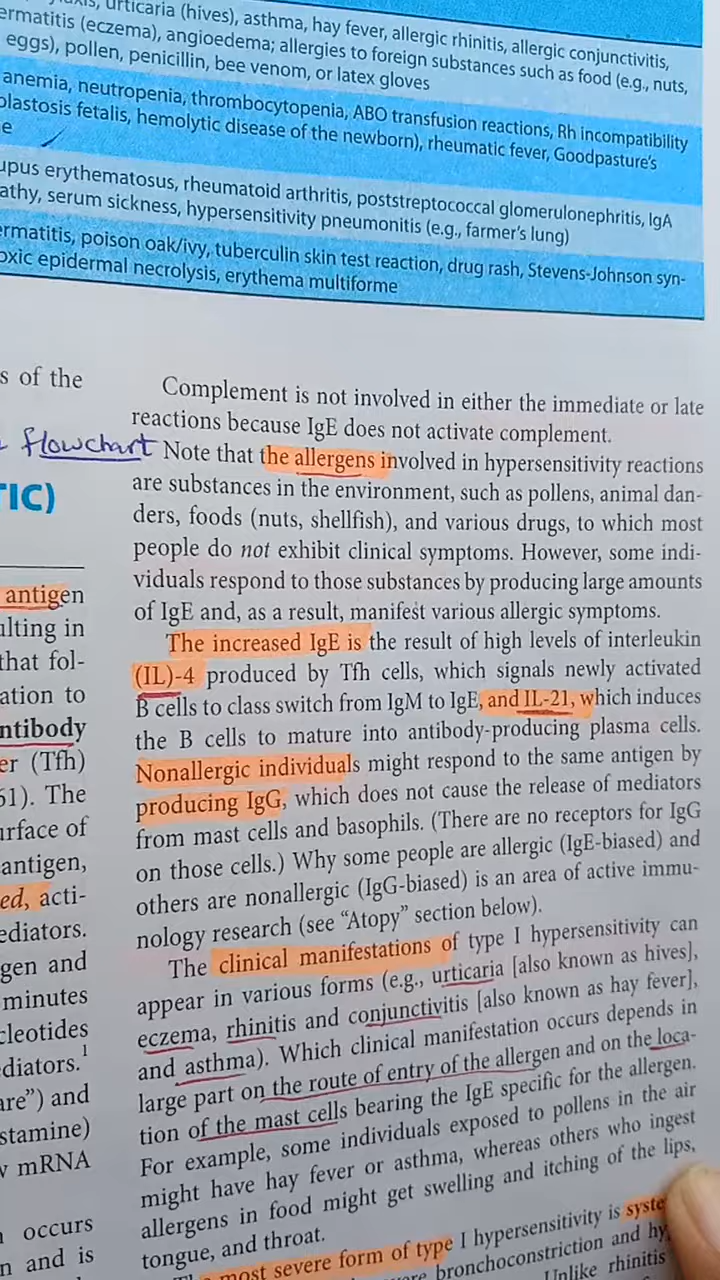 urticaria (hives), asthma, hay fever, allergic rhinitis, allergic conjunctivitis,
ermatitis (eczema), angioedema; allergies to foreign substances such as food (e.g., nuts,
eggs), pollen, penicillin, bee venom, or latex gloves
anemia, neutropenia, thrombocytopenia, ABO transfusion reactions, Rh incompatibility
blastosis fetalis, hemolytic disease of the newborn), rheumatic fever, Goodpasture's
e
upus erythematosus, rheumatoid arthritis, poststreptococcal glomerulonephritis, IgA
athy, serum sickness, hypersensitivity pneumonitis (e.g., farmer's lung)
ermatitis, poison oak/ivy, tuberculin skin test reaction, drug rash, Stevens-Johnson syn-
oxic epidermal necrolysis, erythema multiforme
s of the
flowchart
TIC)
antigen
ulting in
that fol-
ation to
ntibody
er (Tfh)
61). The
urface of
antigen,
ed, acti-
ediators.
gen and
minutes
cleotides
diators.1
are") and
stamine)
w mRNA
occurs
n and is
Complement is not involved in either the immediate or late
reactions because IgE does not activate complement.
Note that the allergens involved in hypersensitivity reactions
are substances in the environment, such as pollens, animal dan-
ders, foods (nuts, shellfish), and various drugs, to which most
people do not exhibit clinical symptoms. However, some indi-
viduals respond to those substances by producing large amounts
of IgE and, as a result, manifest various allergic symptoms.
The increased IgE is the result of high levels of interleukin
(IL)-4 produced by Tfh cells, which signals newly activated
B cells to class switch from IgM to IgE, and IL-21, which induces
the B cells to mature into antibody-producing plasma cells.
Nonallergic individuals might respond to the same antigen by
producing IgG, which does not cause the release of mediators
from mast cells and basophils. (There are no receptors for IgG
on those cells.) Why some people are allergic (IgE-biased) and
others are nonallergic (IgG-biased) is an area of active immu-
nology research (see "Atopy" section below).
The clinical manifestations of type I hypersensitivity can
appear in various forms (e.g., urticaria [also known as hives],
eczema, rhinitis and conjunctivitis [also known as hay fever],
and asthma). Which clinical manifestation occurs depends in
large part on the route of entry of the allergen and on the loca-
tion of the mast cells bearing the IgE specific for the allergen.
For example, some individuals exposed to pollens in the air
might have hay fever or asthma, whereas others who ingest
allergens in food might get swelling and itching of the lips,
tongue, and throat.
most severe form of type I hypersensitivity is syste
bronchoconstriction and hy
Unlike rhinitis